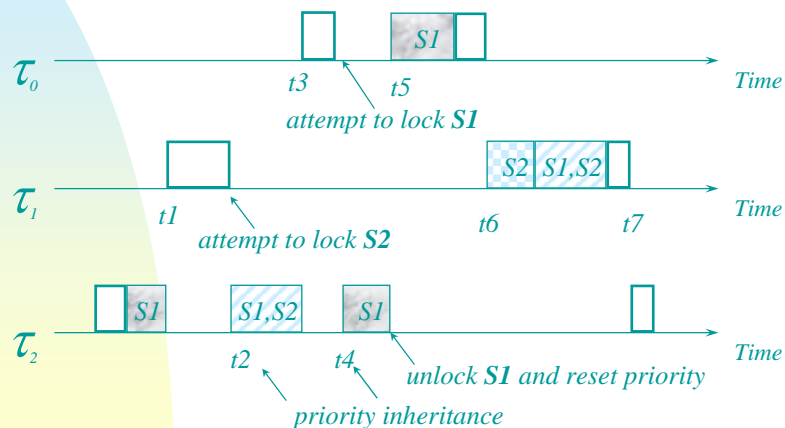 S1
τ0
t3
t5
Time
attempt to lock S1
S2
S1,S2
τ1
t1
t6
t7
Time
attempt to lock S2
S1
S1,S2
S1
τ2
t2
t4
Time
unlock S1 and reset priority
priority inheritance